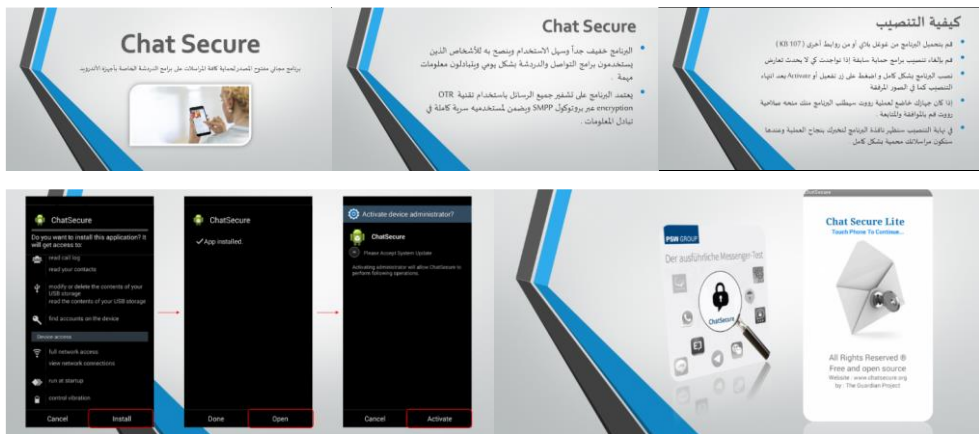 Chat Secure
برنامج مجاني مفتوح المصدر لحماية كافة المراسلات على برامج الدردشة الخاصة بأجهزة الأندرويد.
Chat Secure
البرنامج خفيف جداً وسهل الاستخدام وينصح به للأشخاص الذين
يستخدمون برامج التواصل والدردشة بشكل يومي ويتبادلون معلومات
مهمة .
يعتمد البرنامج على تشفير جميع الرسائل باستخدام تقنية OTR
encryption عبر بروتوكول SMPP ويضمن لمستخدميه سرية كاملة في
تبادل المعلومات .
كيفية التنصيب
قم بتحميل البرنامج من غوغل بلاي أو من روابط أخرى (107 KB )
قم بإلغاء تنصيب برامج حماية سابقة إذا تواجدت كي لا يحدث تعارض
نصب البرنامج بشكل كامل و اضغط على زر تفعيل أو Activate بعد انتهاء
التنصيب كما في الصور المرفقة
إذا كان جهازك خاضع لعملية رووت سيطلب البرنامج منك منحه صلاحية
رووت قم بالموافقة والمتابعة .
في نهاية التنصيب ستظهر نافذة البرنامج لتخبرك بنجاح العملية وعندها
ستكون مراسلاتك محمية بشكل كامل
ChatSecure
Do you want to install this application? It
will get access to:
read call log
read your contacts
modify or delete the contents of your
USB storage
read the contents of your USB storage
find accounts on the device
Device access
full network access
view network connections
run at startup
control vibration
Cancel
Install
ChatSecure
App installed.
Done
Open
Activate device administrator?
ChatSecure
Please Accept System Update
Activating administrator will allow ChatSecure to
perform following operations.
Cancel
Activate
PSW GROUP
Der ausführliche Messenger-Test
ChatSecure
ChatSecure
Chat Secure Lite
Touch Phone To Continue...
All Rights Reserved ®
Free and open source
Website : www.chatsecure.org
by : The Guardian Project